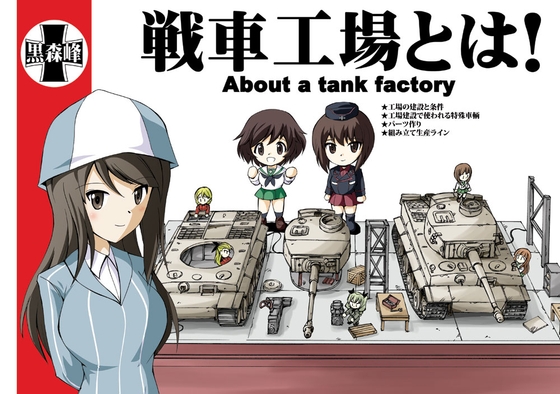 黒森峰
戦車工場とは!
About a tank factory
★工場の建設と条件
★工場建設で使われる特殊車輌
★パーツ作り
★組み立て生産ライン